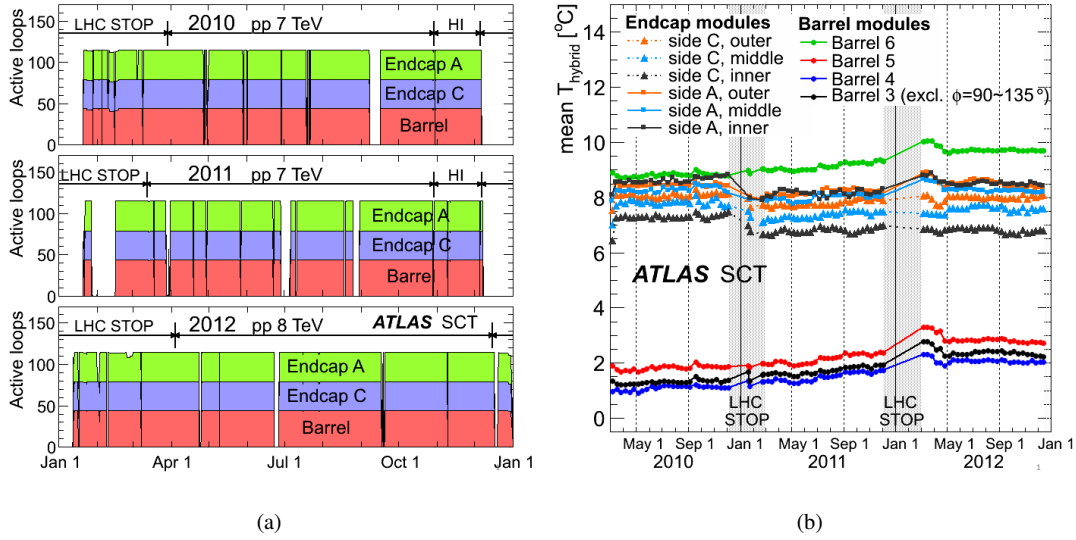 LHC STOP
2010 pp 7 TeV
HI
Active loops
150
100
50
0
Endcap A
Endcap C
Barrel
LHC STOP
2011 pp 7 TeV
HI
Active loops
150
100
50
0
Endcap A
Endcap C
Barrel
LHC STOP
2012 pp 8 TeV
ATLAS SCT
Active loops
150
100
50
0
Endcap A
Endcap C
Barrel
Jan 1 Apr 1 Jul 1 Oct 1 Jan 1
(a)
mean T hybrid [°C]
14
12
10
8
6
4
2
0
Endcap modules
side C, outer
side C, middle
side C, inner
side A, outer
side A, middle
side A, inner
Barrel modules
Barrel 6
Barrel 5
Barrel 4
Barrel 3 (excl. ϕ=90~135°)
ATLAS SCT
LHC STOP
LHC STOP
May 1 Sep 1 Jan 1 May 1 Sep 1 Jan 1 May 1 Sep 1 Jan 1
2010 2011 2012
1
(b)